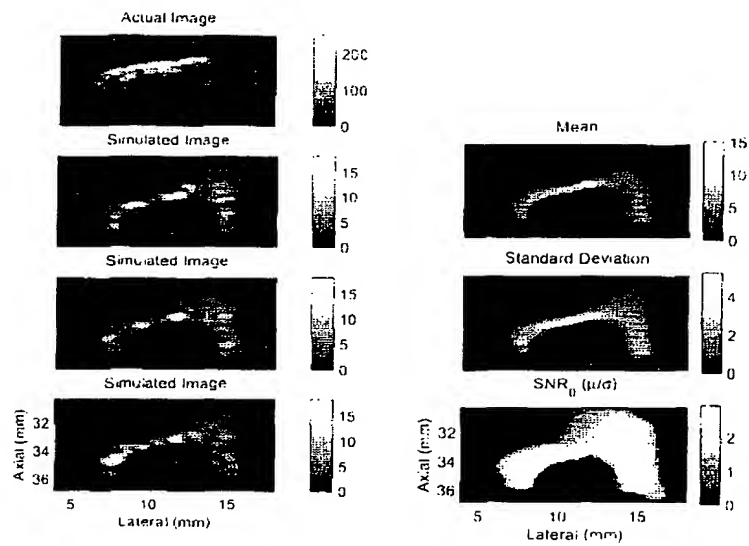 Actual Image
200
100
0
Simulated Image
15
10
5
0
Simulated Image
15
10
5
0
Simulated Image
15
10
5
0
Axial (mm)
32
34
36
5 10 15
Lateral (mm)
Mean
15
10
5
0
Standard Deviation
4
2
0
SNR₀ (μ/σ)
2
1
0
Axial (mm)
32
34
36
5 10 15
Lateral (mm)